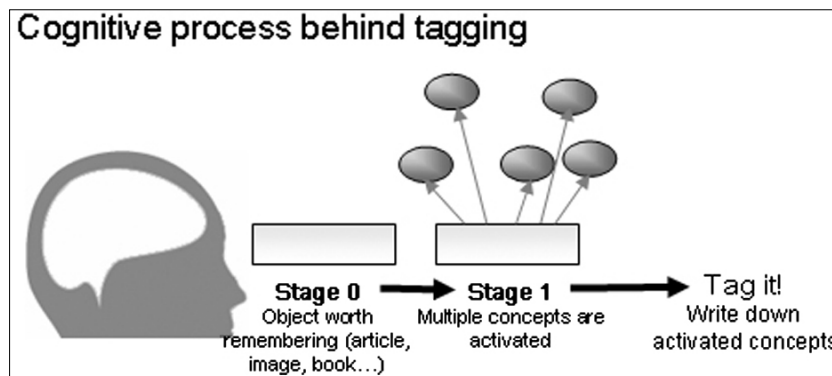 Cognitive process behind tagging
Stage 0
Object worth
remembering (article,
image, book...)
Stage 1
Multiple concepts are
activated
Tag it!
Write down
activated concepts